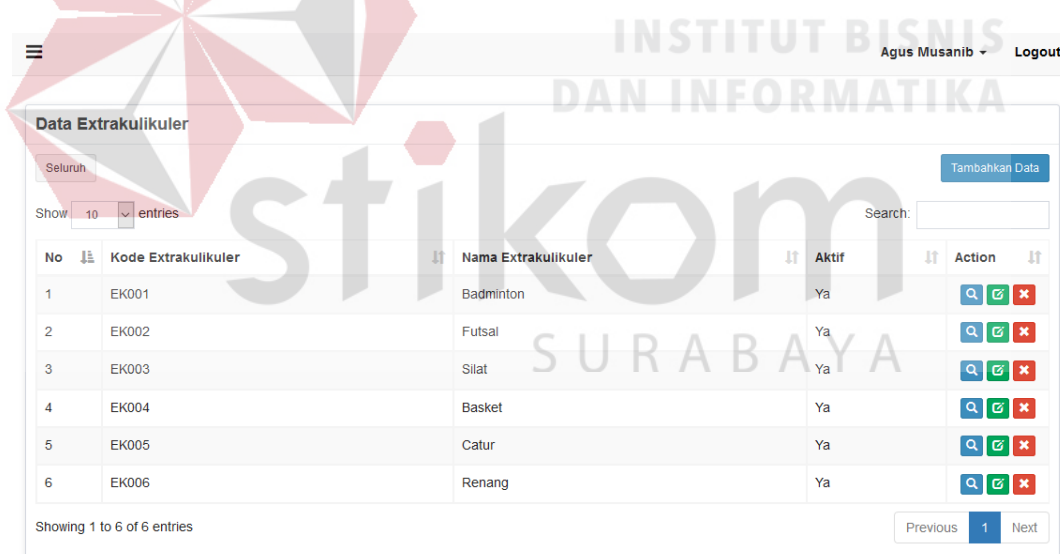 INSTITUT BISNIS
DAN INFORMATIKA
stikom
SURABAYA
Agus Musanib Logout
Data Extrakulikuler
Seluruh Tambahkan Data
Show 10 entries Search:
No Kode Extrakulikuler Nama Extrakulikuler Aktif Action
1 EK001 Badminton Ya
2 EK002 Futsal Ya
3 EK003 Silat Ya
4 EK004 Basket Ya
5 EK005 Catur Ya
6 EK006 Renang Ya
Showing 1 to 6 of 6 entries Previous 1 Next